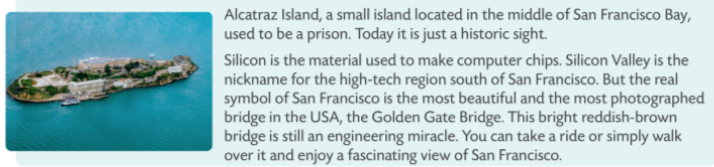 Alcatraz Island, a small island located in the middle of San Francisco Bay,
used to be a prison. Today it is just a historic sight.
Silicon is the material used to make computer chips. Silicon Valley is the
nickname for the high-tech region south of San Francisco. But the real
symbol of San Francisco is the most beautiful and the most photographed
bridge in the USA, the Golden Gate Bridge. This bright reddish-brown
bridge is still an engineering miracle. You can take a ride or simply walk
over it and enjoy a fascinating view of San Francisco.